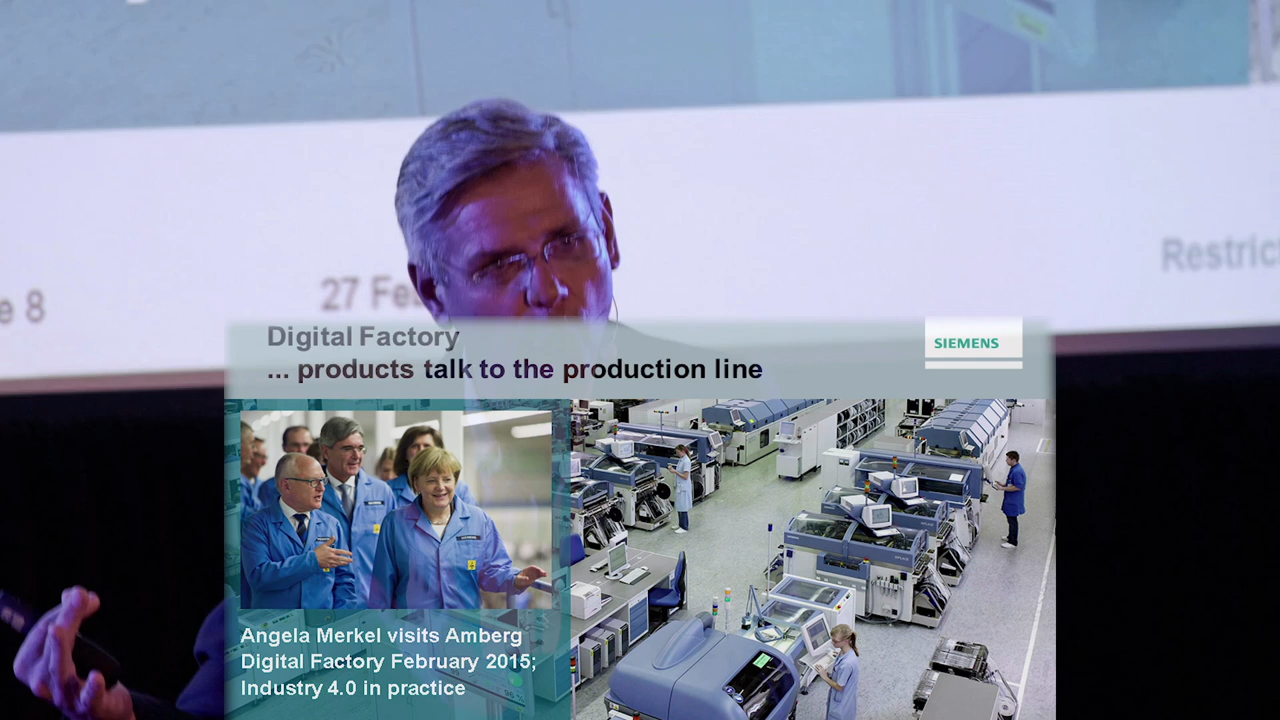 e 8
27 Fe
Restric
Digital Factory
... products talk to the production line
SIEMENS
Angela Merkel visits Amberg
Digital Factory February 2015;
Industry 4.0 in practice